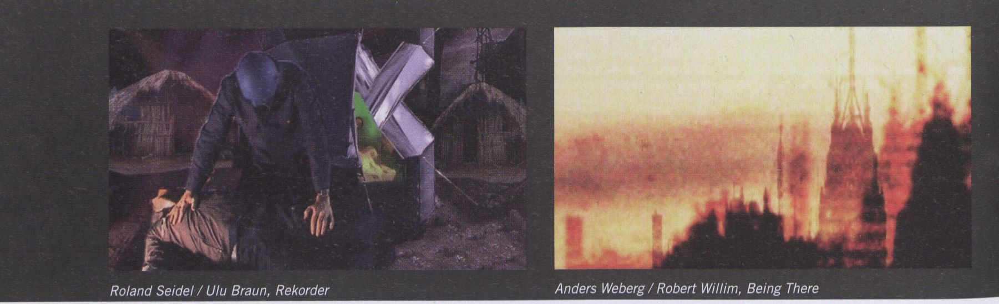 Roland Seidel / Ulu Braun, Rekorder
Anders Weberg / Robert Willim, Being There